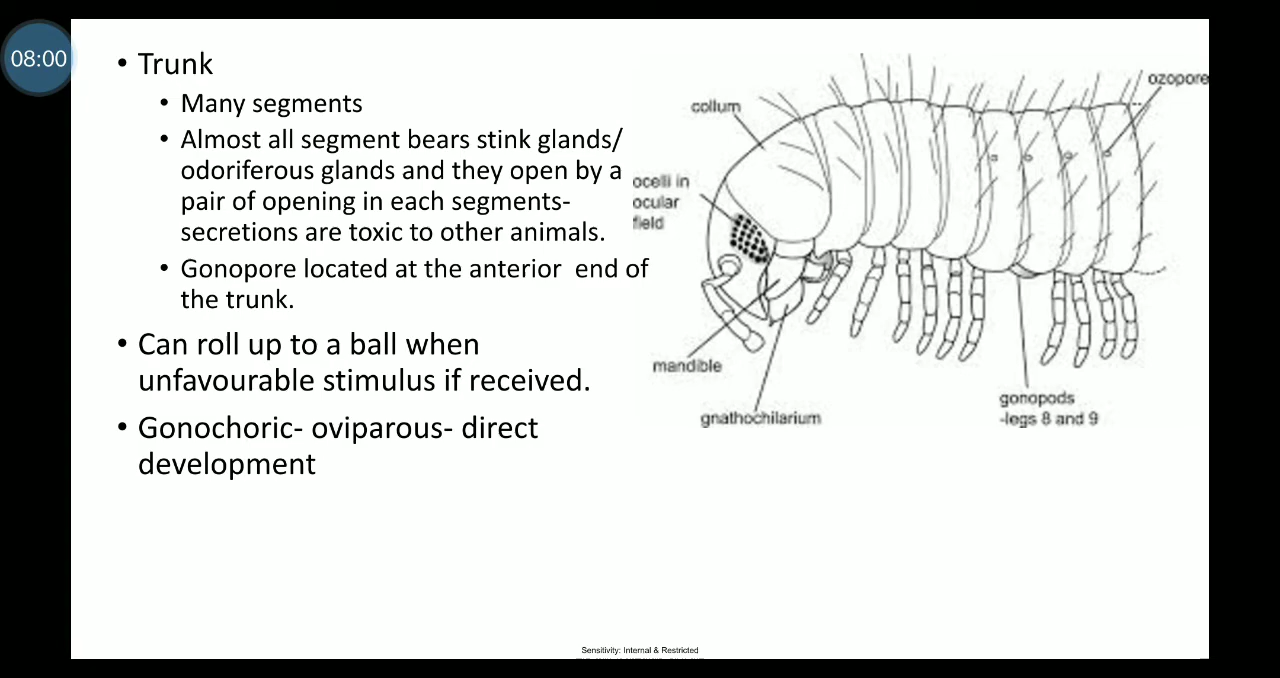 08:00
• Trunk
• Many segments
• Almost all segment bears stink glands/
odoriferous glands and they open by a
pair of opening in each segments-
secretions are toxic to other animals.
• Gonopore located at the anterior end of
the trunk.
• Can roll up to a ball when
unfavourable stimulus if received.
• Gonochoric- oviparous- direct
development
ozopore
collum
ocelli in
ocular
field
mandible
gnathochilarium
gonopods
-legs 8 and 9
Sensitivity: Internal & Restricted